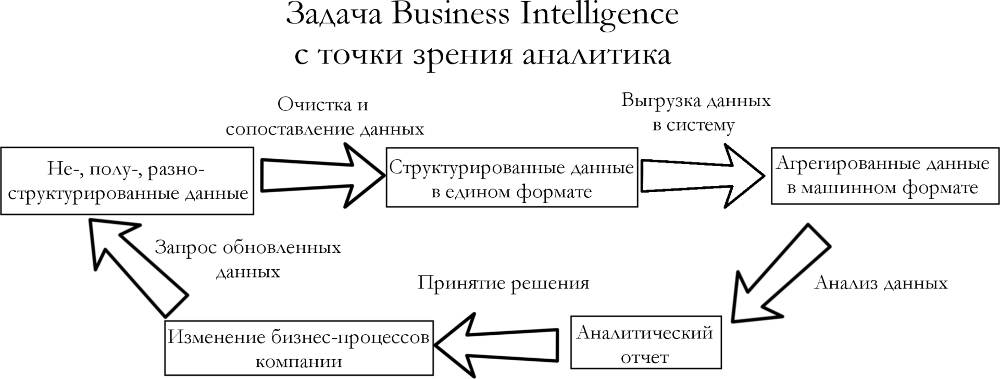 Задача Business Intelligence
с точки зрения аналитика
Очистка и
сопоставление данных
Выгрузка данных
в систему
Не-, полу-, разно-
структурированные данные
Структурированные данные
в едином формате
Агрегированные данные
в машинном формате
Запрос обновленных
данных
Принятие решения
Анализ данных
Изменение бизнес-процессов
компании
Аналитический
отчет